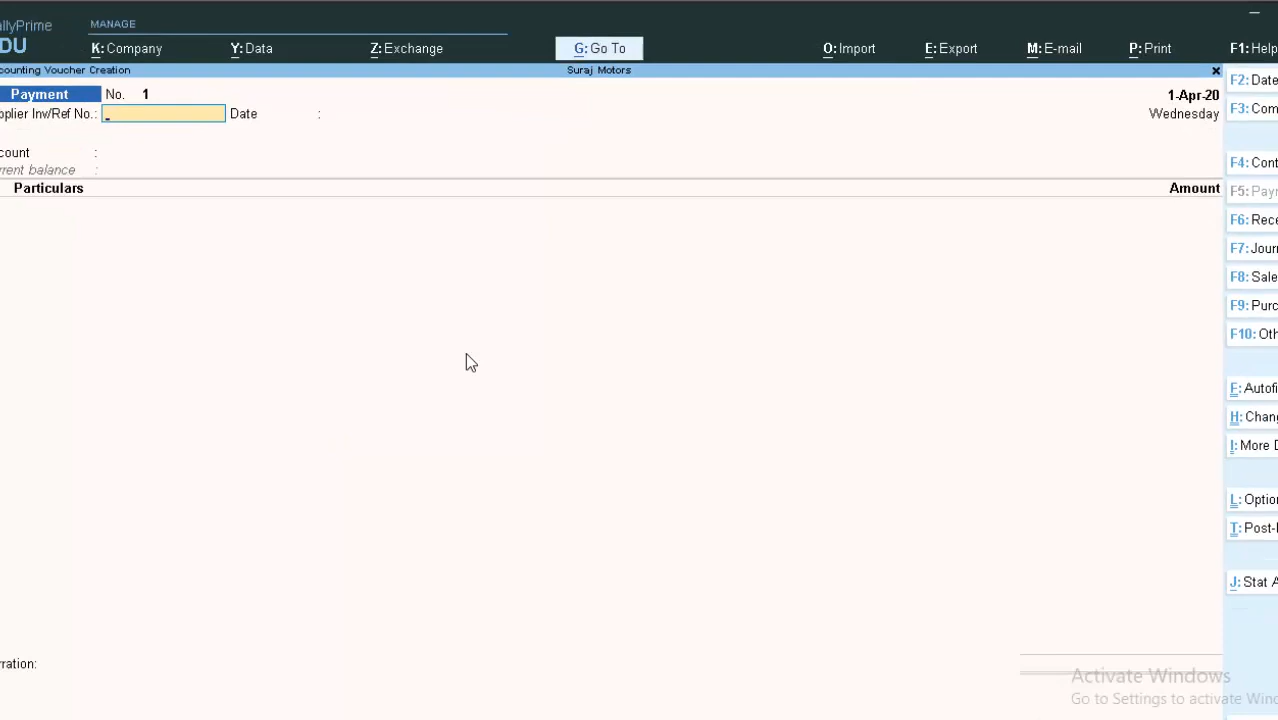 allyPrime
MANAGE
DU
K: Company
Y: Data
Z: Exchange
G: Go To
O: Import
E: Export
M: E-mail
P: Print
F1: Help
counting Voucher Creation
Suraj Motors
x
F2: Date
Payment
No. 1
1-Apr-20
pplier Inv/Ref No.:
Date :
Wednesday
F3: Com
count :
F4: Cont
rrent balance :
Particulars
Amount
F5: Payr
F6: Rece
F7: Jour
F8: Sale
F9: Purc
F10: Oth
F: Autofi
H: Chang
I: More D
L: Option
T: Post-
J: Stat A
rration:
Activate Windows
Go to Settings to activate Wind